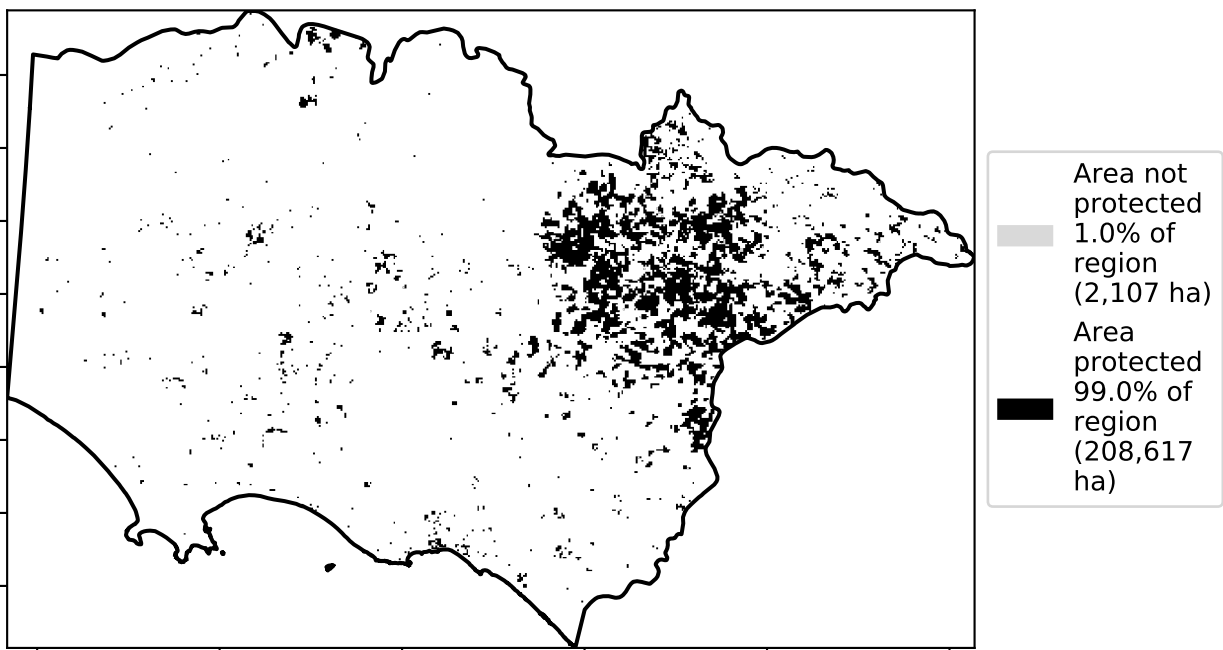 Area not
protected
1.0% of
region
(2,107 ha)
Area
protected
99.0% of
region
(208,617
ha)